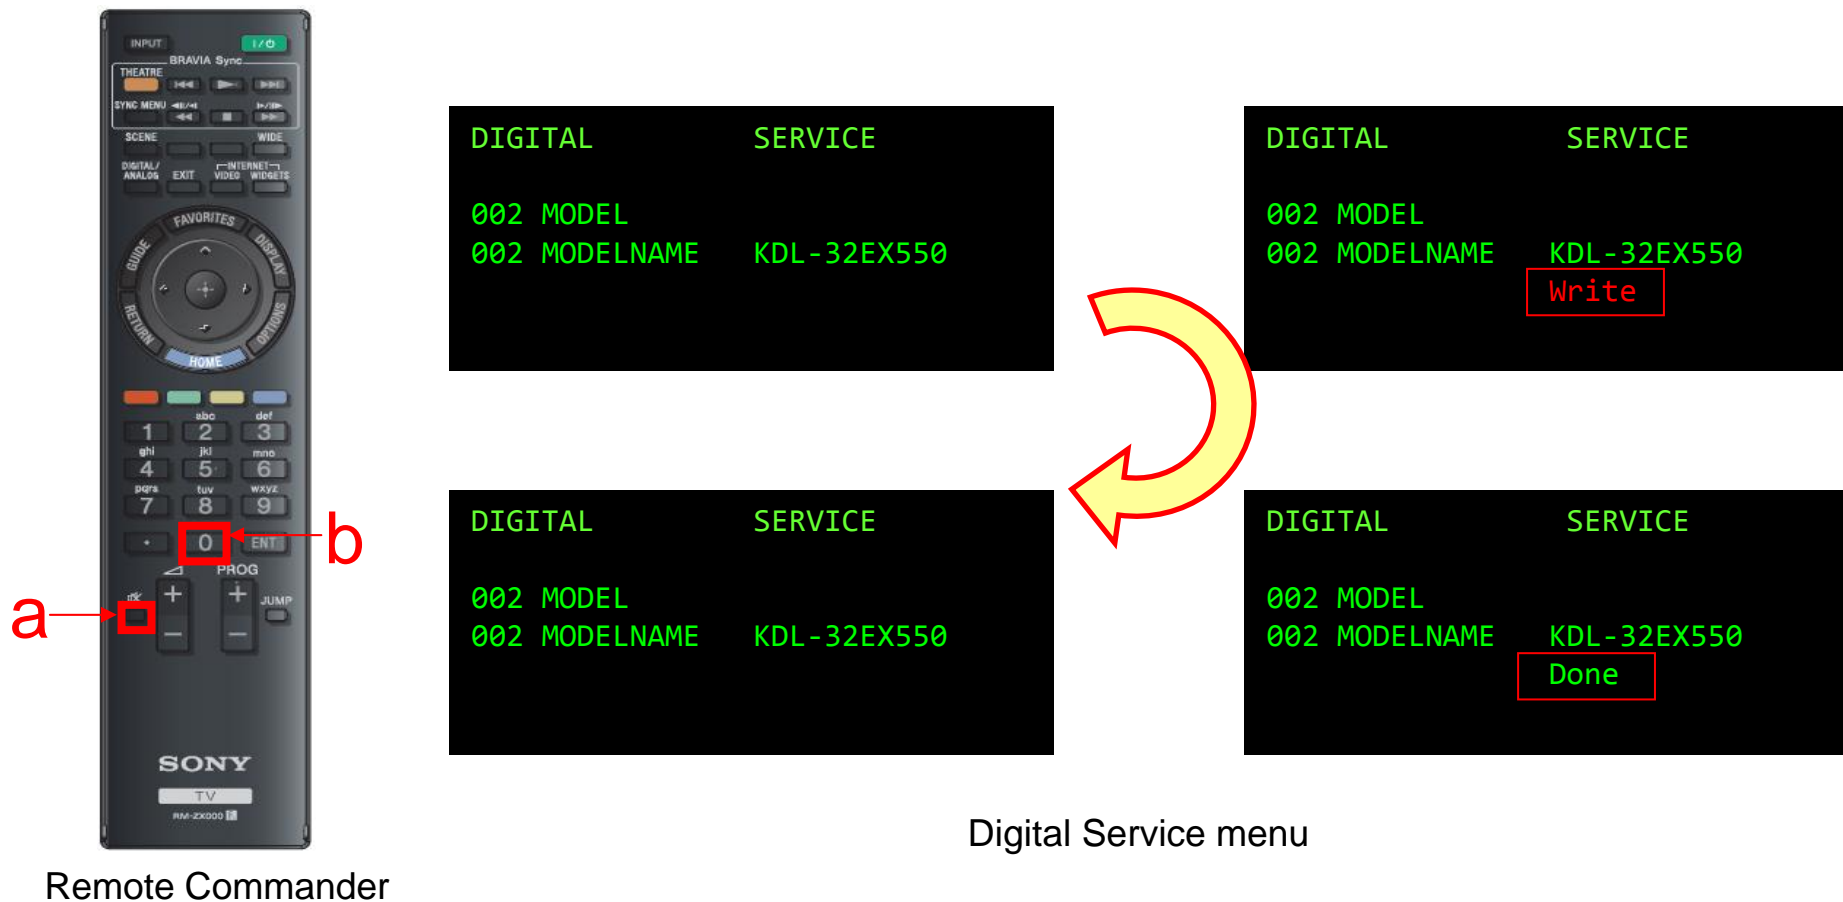 INPUT
I/⏻
BRAVIA Sync
THEATRE
SYNC MENU
SCENE
WIDE
DIGITAL/
ANALOG
EXIT
INTERNET
VIDEO
WIDGETS
FAVORITES
GUIDE
DISPLAY
RETURN
OPTIONS
HOME
abc
def
1
2
3
ghi
jkl
mno
4
5
6
pqrs
tuv
wxyz
7
8
9
0
ENT
b
PROG
+
+
JUMP
a
−
−
SONY
TV
RM-ZX000
Remote Commander
DIGITAL SERVICE
002 MODEL
002 MODELNAME KDL-32EX550
DIGITAL SERVICE
002 MODEL
002 MODELNAME KDL-32EX550
Write
DIGITAL SERVICE
002 MODEL
002 MODELNAME KDL-32EX550
DIGITAL SERVICE
002 MODEL
002 MODELNAME KDL-32EX550
Done
Digital Service menu